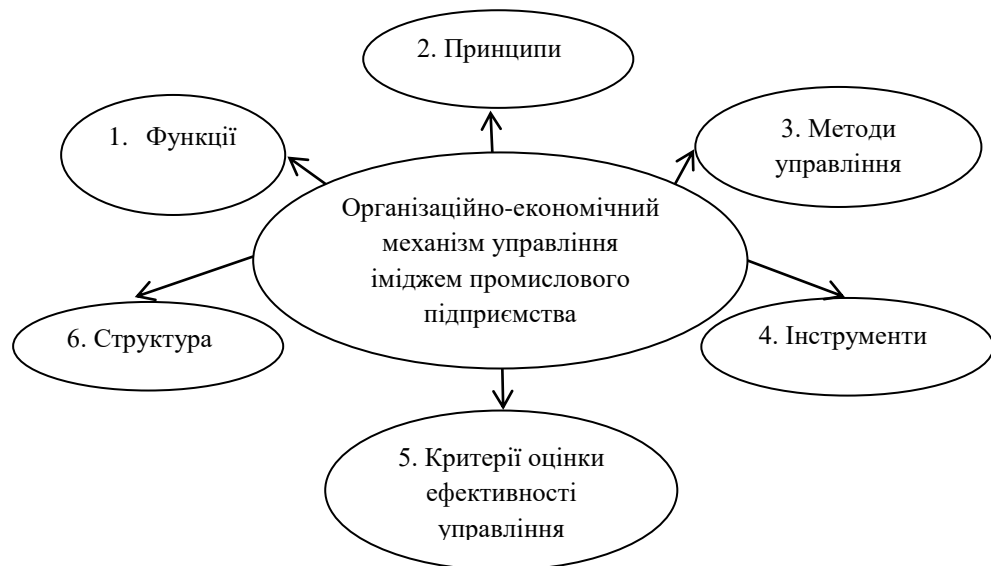 2. Принципи
1. Функції
3. Методи
управління
Організаційно-економічний
механізм управління
іміджем промислового
підприємства
6. Структура
4. Інструменти
5. Критерії оцінки
ефективності
управління